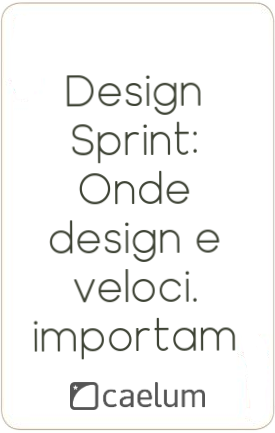 Design
Sprint:
Onde
design e
veloci.
importam
caelum